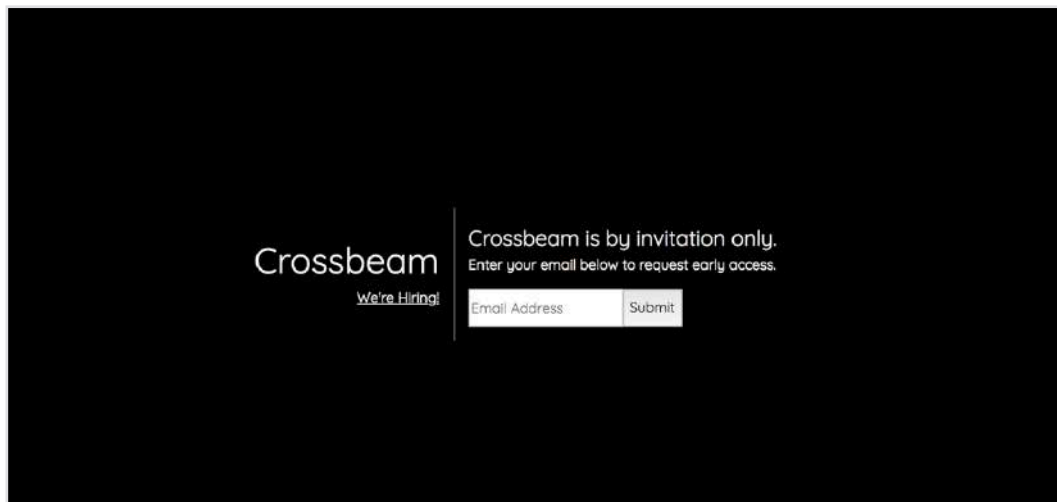 Crossbeam
We're Hiring!
Crossbeam is by invitation only.
Enter your email below to request early access.
Email Address
Submit